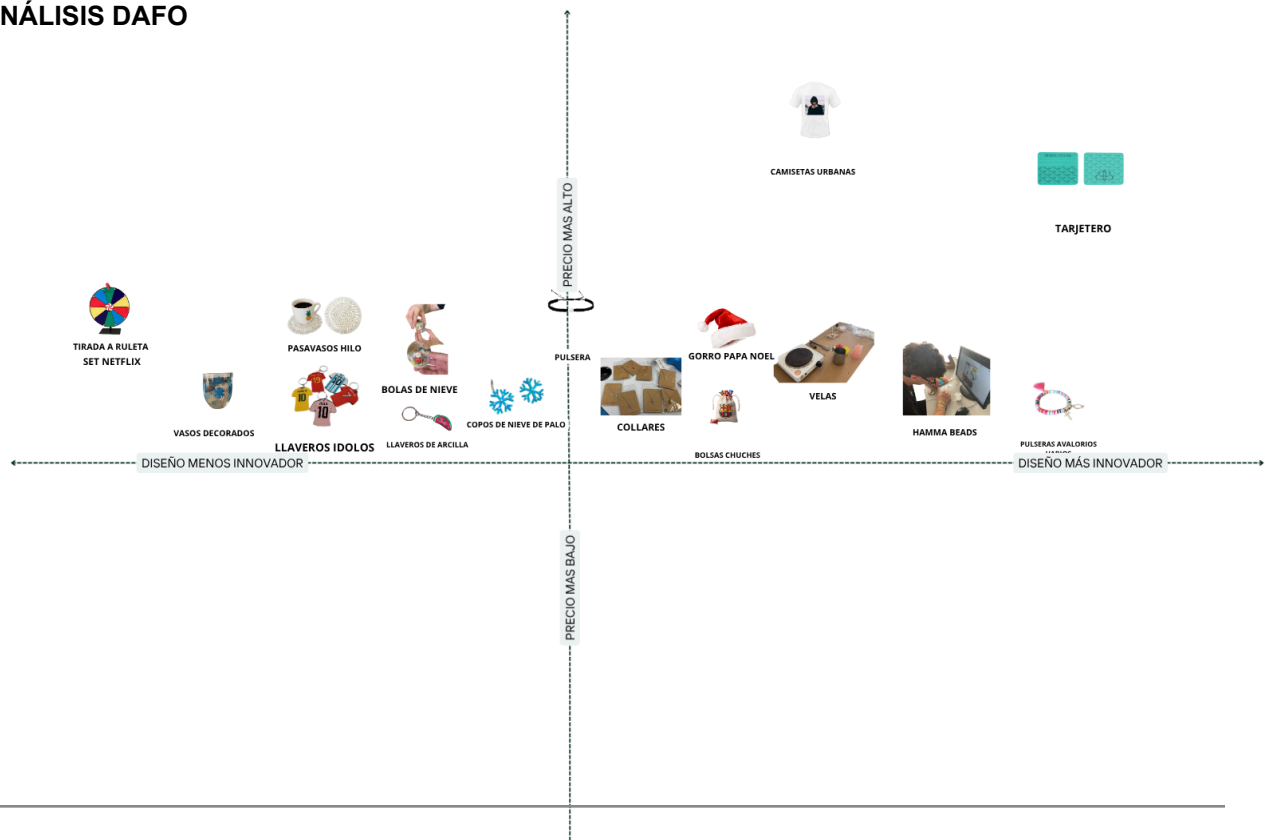 NÁLISIS DAFO
CAMISETAS URBANAS
TARJETERO
PRECIO MAS ALTO
TIRADA A RULETA
SET NETFLIX
PASAVASOS HILO
BOLAS DE NIEVE
PULSERA
GORRO PAPA NOEL
VELAS
VASOS DECORADOS
LLAVEROS IDOLOS
LLAVEROS DE ARCILLA
COPOS DE NIEVE DE PALO
COLLARES
BOLSAS CHUCHES
HAMMA BEADS
PULSERAS AVALORIOS
DISEÑO MENOS INNOVADOR
DISEÑO MÁS INNOVADOR
PRECIO MAS BAJO